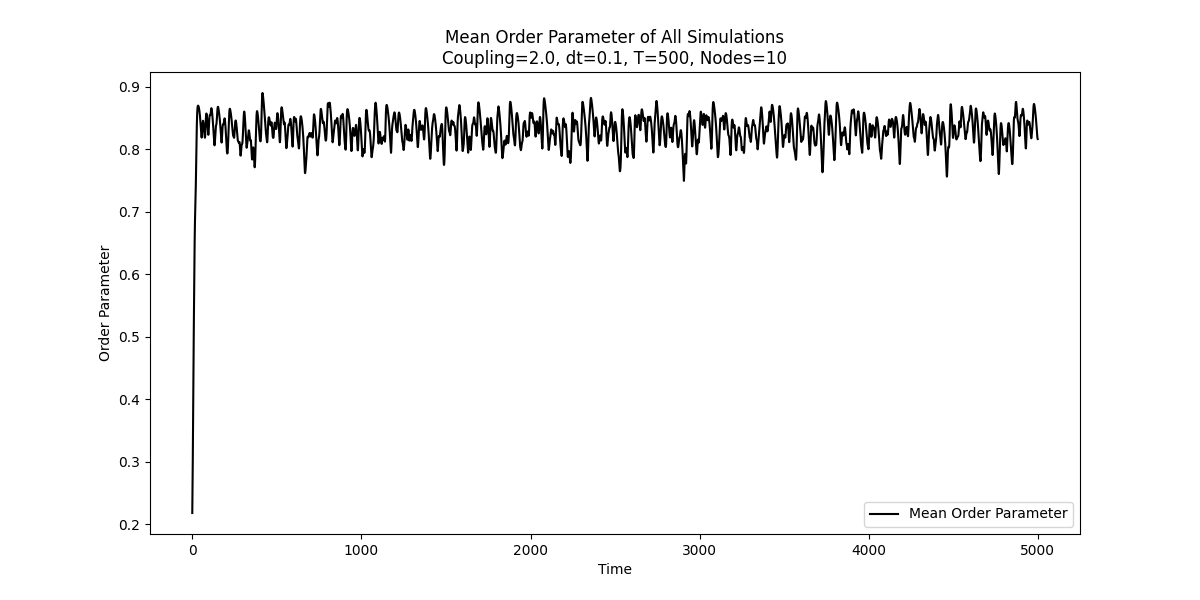 Mean Order Parameter of All Simulations
Coupling=2.0, dt=0.1, T=500, Nodes=10
0.9
0.8
0.7
0.6
0.5
0.4
0.3
0.2
Order Parameter
Mean Order Parameter
0 1000 2000 3000 4000 5000
Time